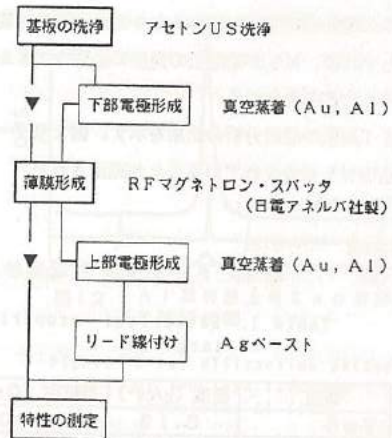 基板の洗浄 アセトンUS洗浄
下部電極形成 真空蒸着(Au,Al)
薄膜形成 RFマグネトロン・スパッタ
(日電アネルバ社製)
上部電極形成 真空蒸着(Au,Al)
リード線付け Agペースト
特性の測定